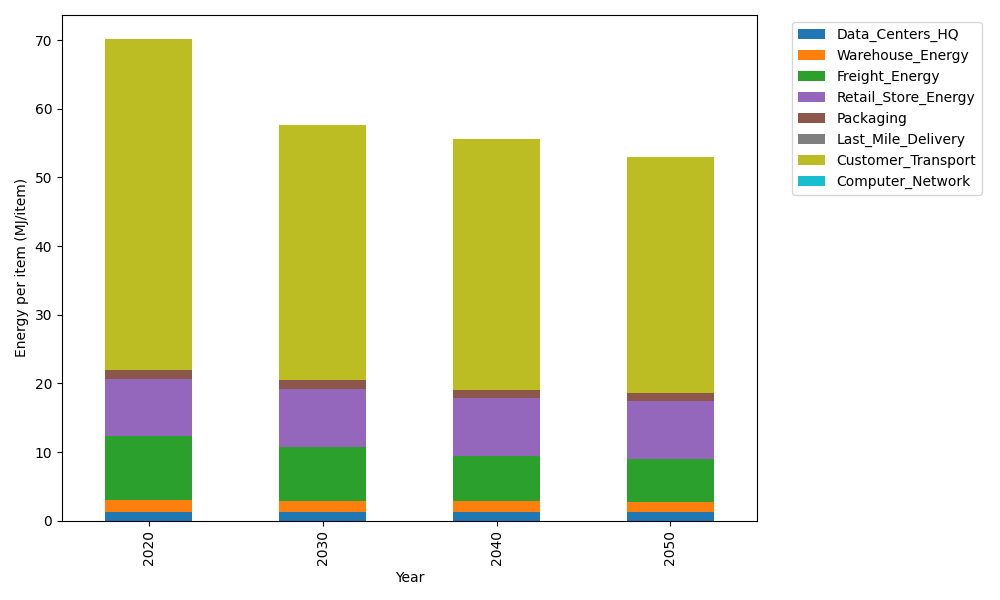 70
60
50
40
30
20
10
0
Energy per item (MJ/item)
2020
2030
2040
2050
Year
Data_Centers_HQ
Warehouse_Energy
Freight_Energy
Retail_Store_Energy
Packaging
Last_Mile_Delivery
Customer_Transport
Computer_Network